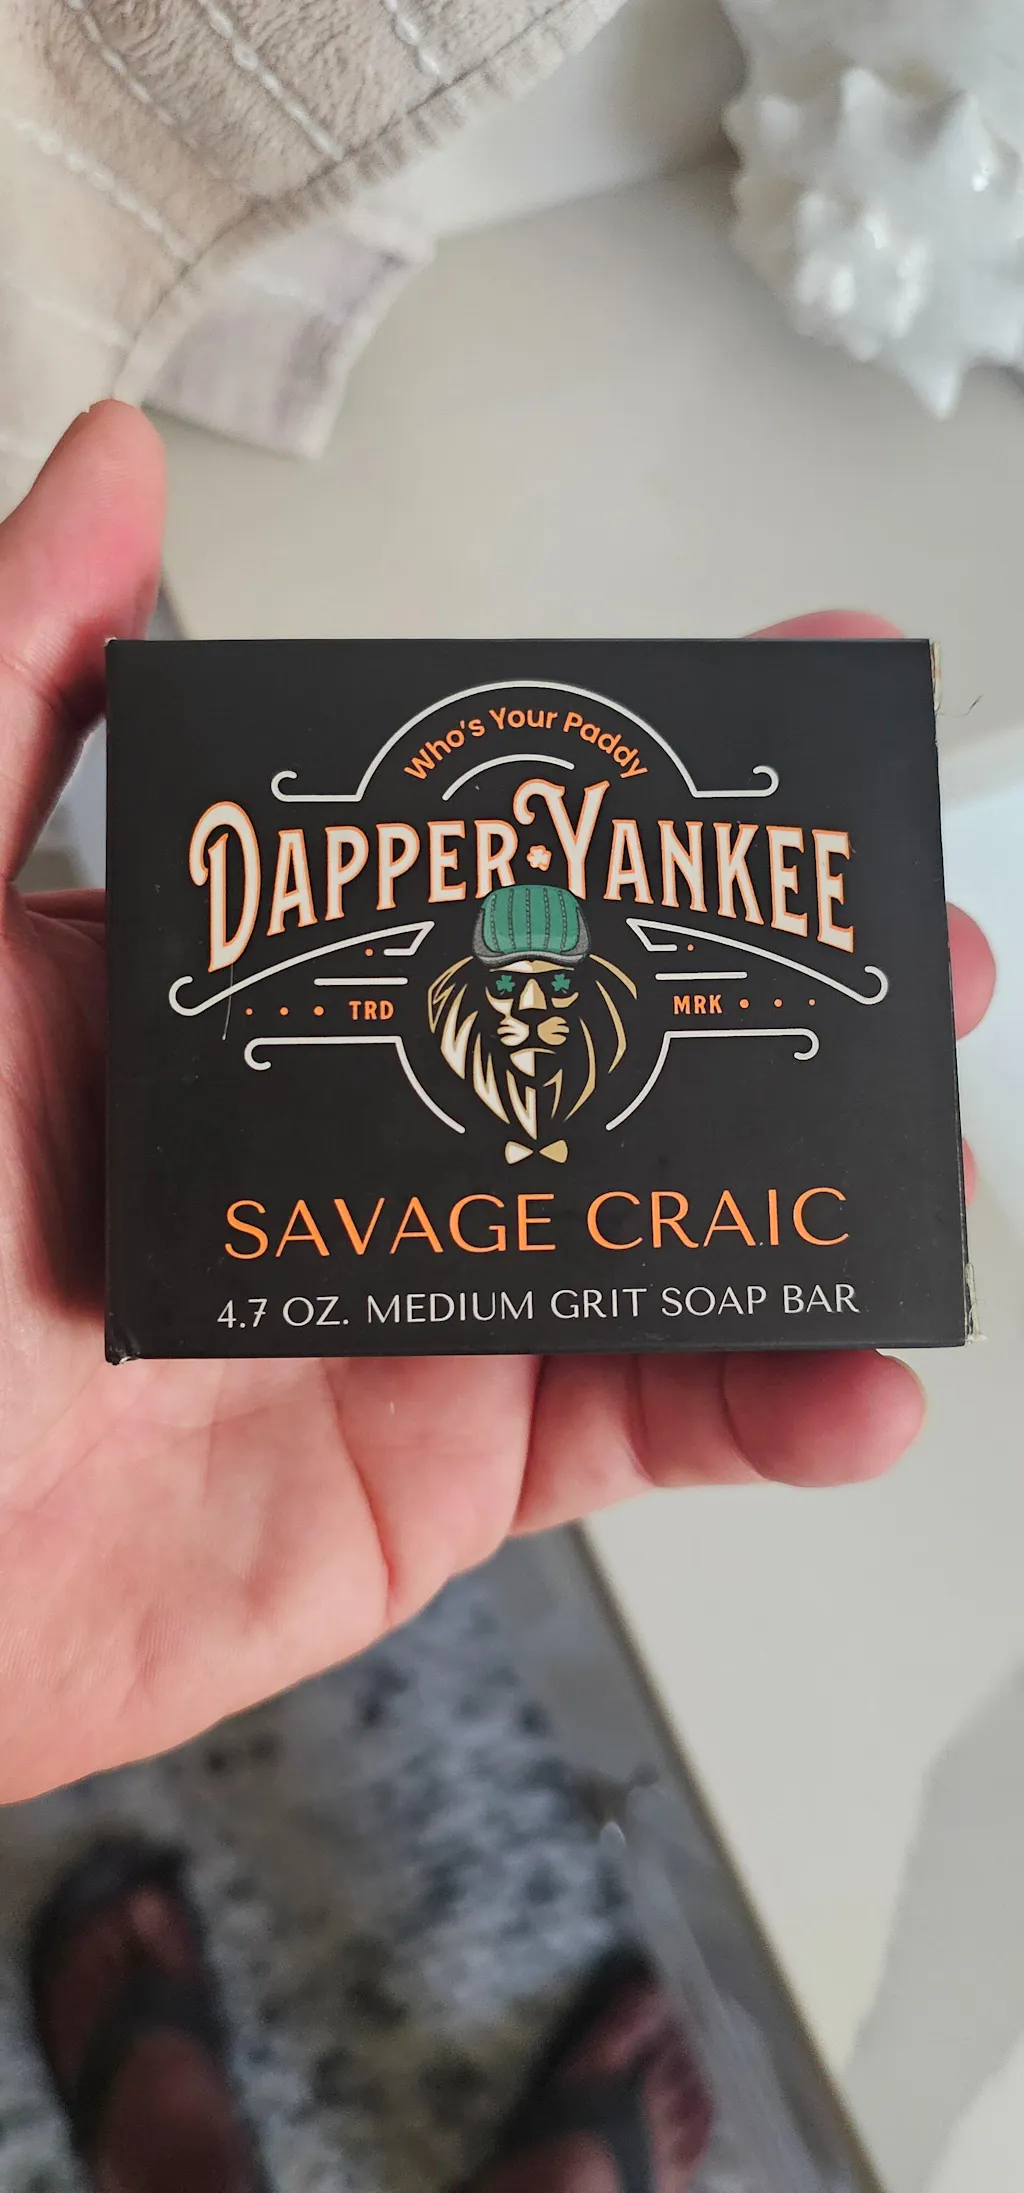 Who's Your Paddy
DAPPER YANKEE
TRD MRK
SAVAGE CRAIC
4.7 OZ. MEDIUM GRIT SOAP BAR